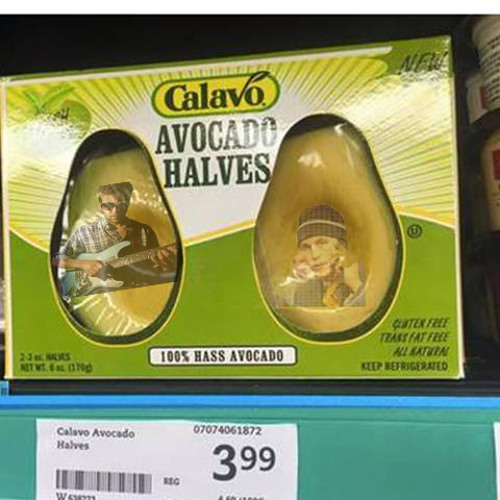 NEW
Calavo
AVOCADO
HALVES
GLUTEN FREE
TRANS FAT FREE
ALL NATURAL
KEEP REFRIGERATED
2-3 oz. HALVES
NET WT. 6 oz. (170g)
100% HASS AVOCADO
Calavo Avocado
Halves
07074061872
REG
3.99